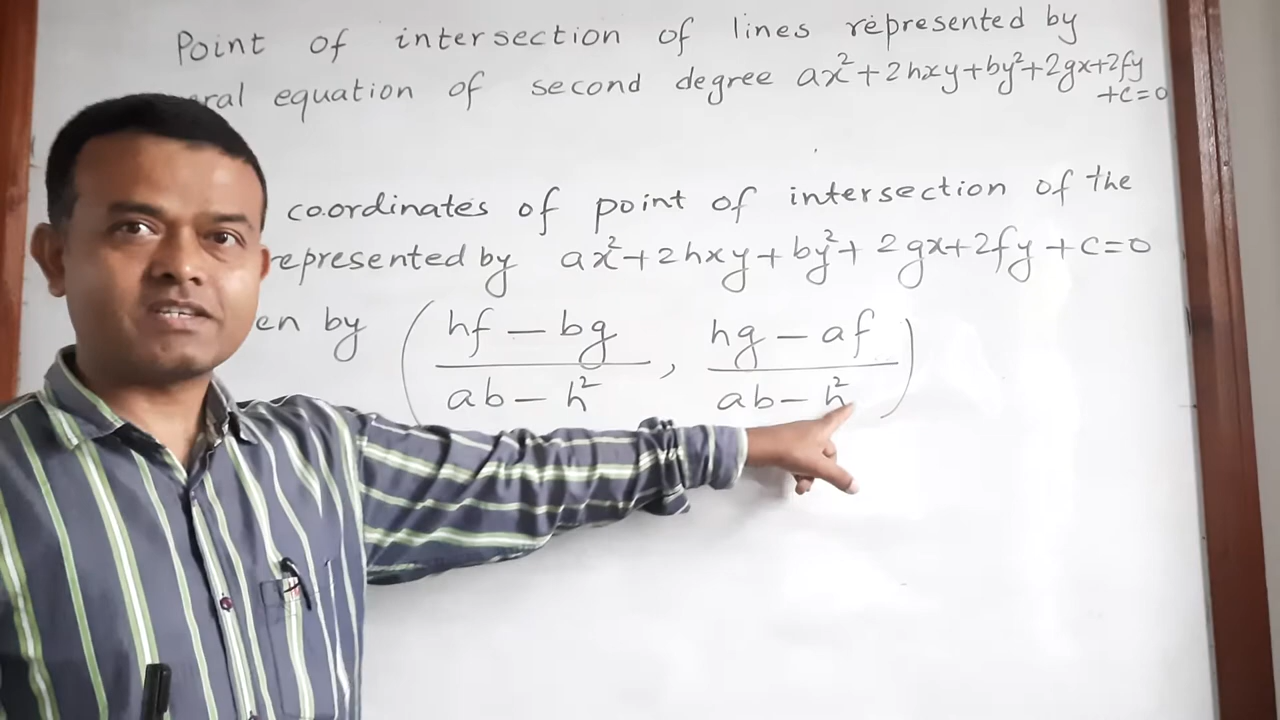 Point of intersection of lines represented by
eral equation of second degree ax²+2hxy+by²+2gx+2fy
+c=0
coordinates of point of intersection of the
represented by ax²+2hxy+by²+2gx+2fy+c=0
en by (hf-bg/ab-h², hg-af/ab-h²)